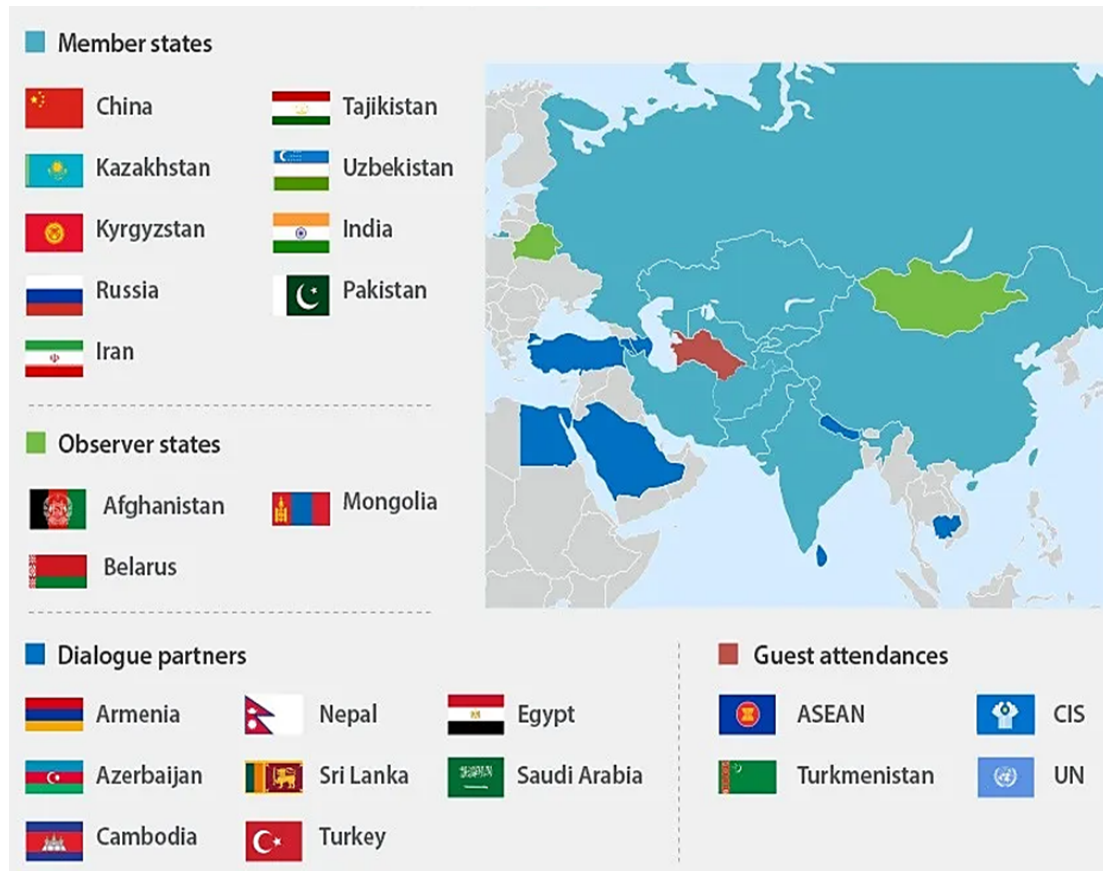 Member states
China
Tajikistan
Kazakhstan
Uzbekistan
Kyrgyzstan
India
Russia
Pakistan
Iran
Observer states
Afghanistan
Mongolia
Belarus
Dialogue partners
Armenia
Nepal
Egypt
Azerbaijan
Sri Lanka
Saudi Arabia
Cambodia
Turkey
Guest attendances
ASEAN
CIS
Turkmenistan
UN